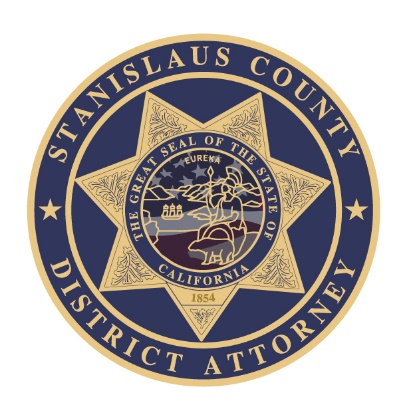 STANISLAUS COUNTY
THE GREAT SEAL OF THE STATE OF
CALIFORNIA
EUREKA
1854
DISTRICT ATTORNEY